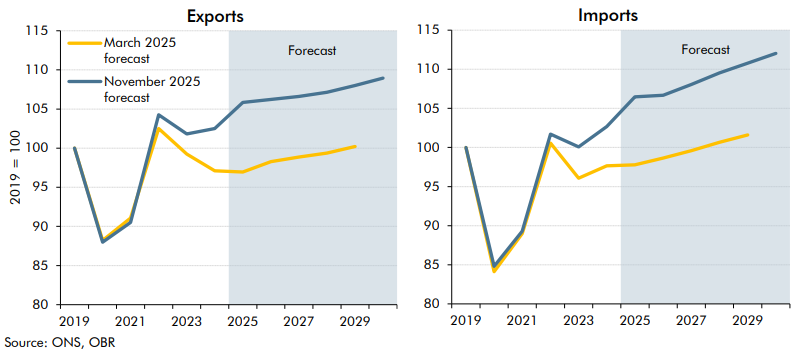 Exports
115
110
105
100
95
90
85
80
2019 = 100
March 2025
forecast
November 2025
forecast
Forecast
2019 2021 2023 2025 2027 2029
Imports
115
110
105
100
95
90
85
80
Forecast
2019 2021 2023 2025 2027 2029
Source: ONS, OBR